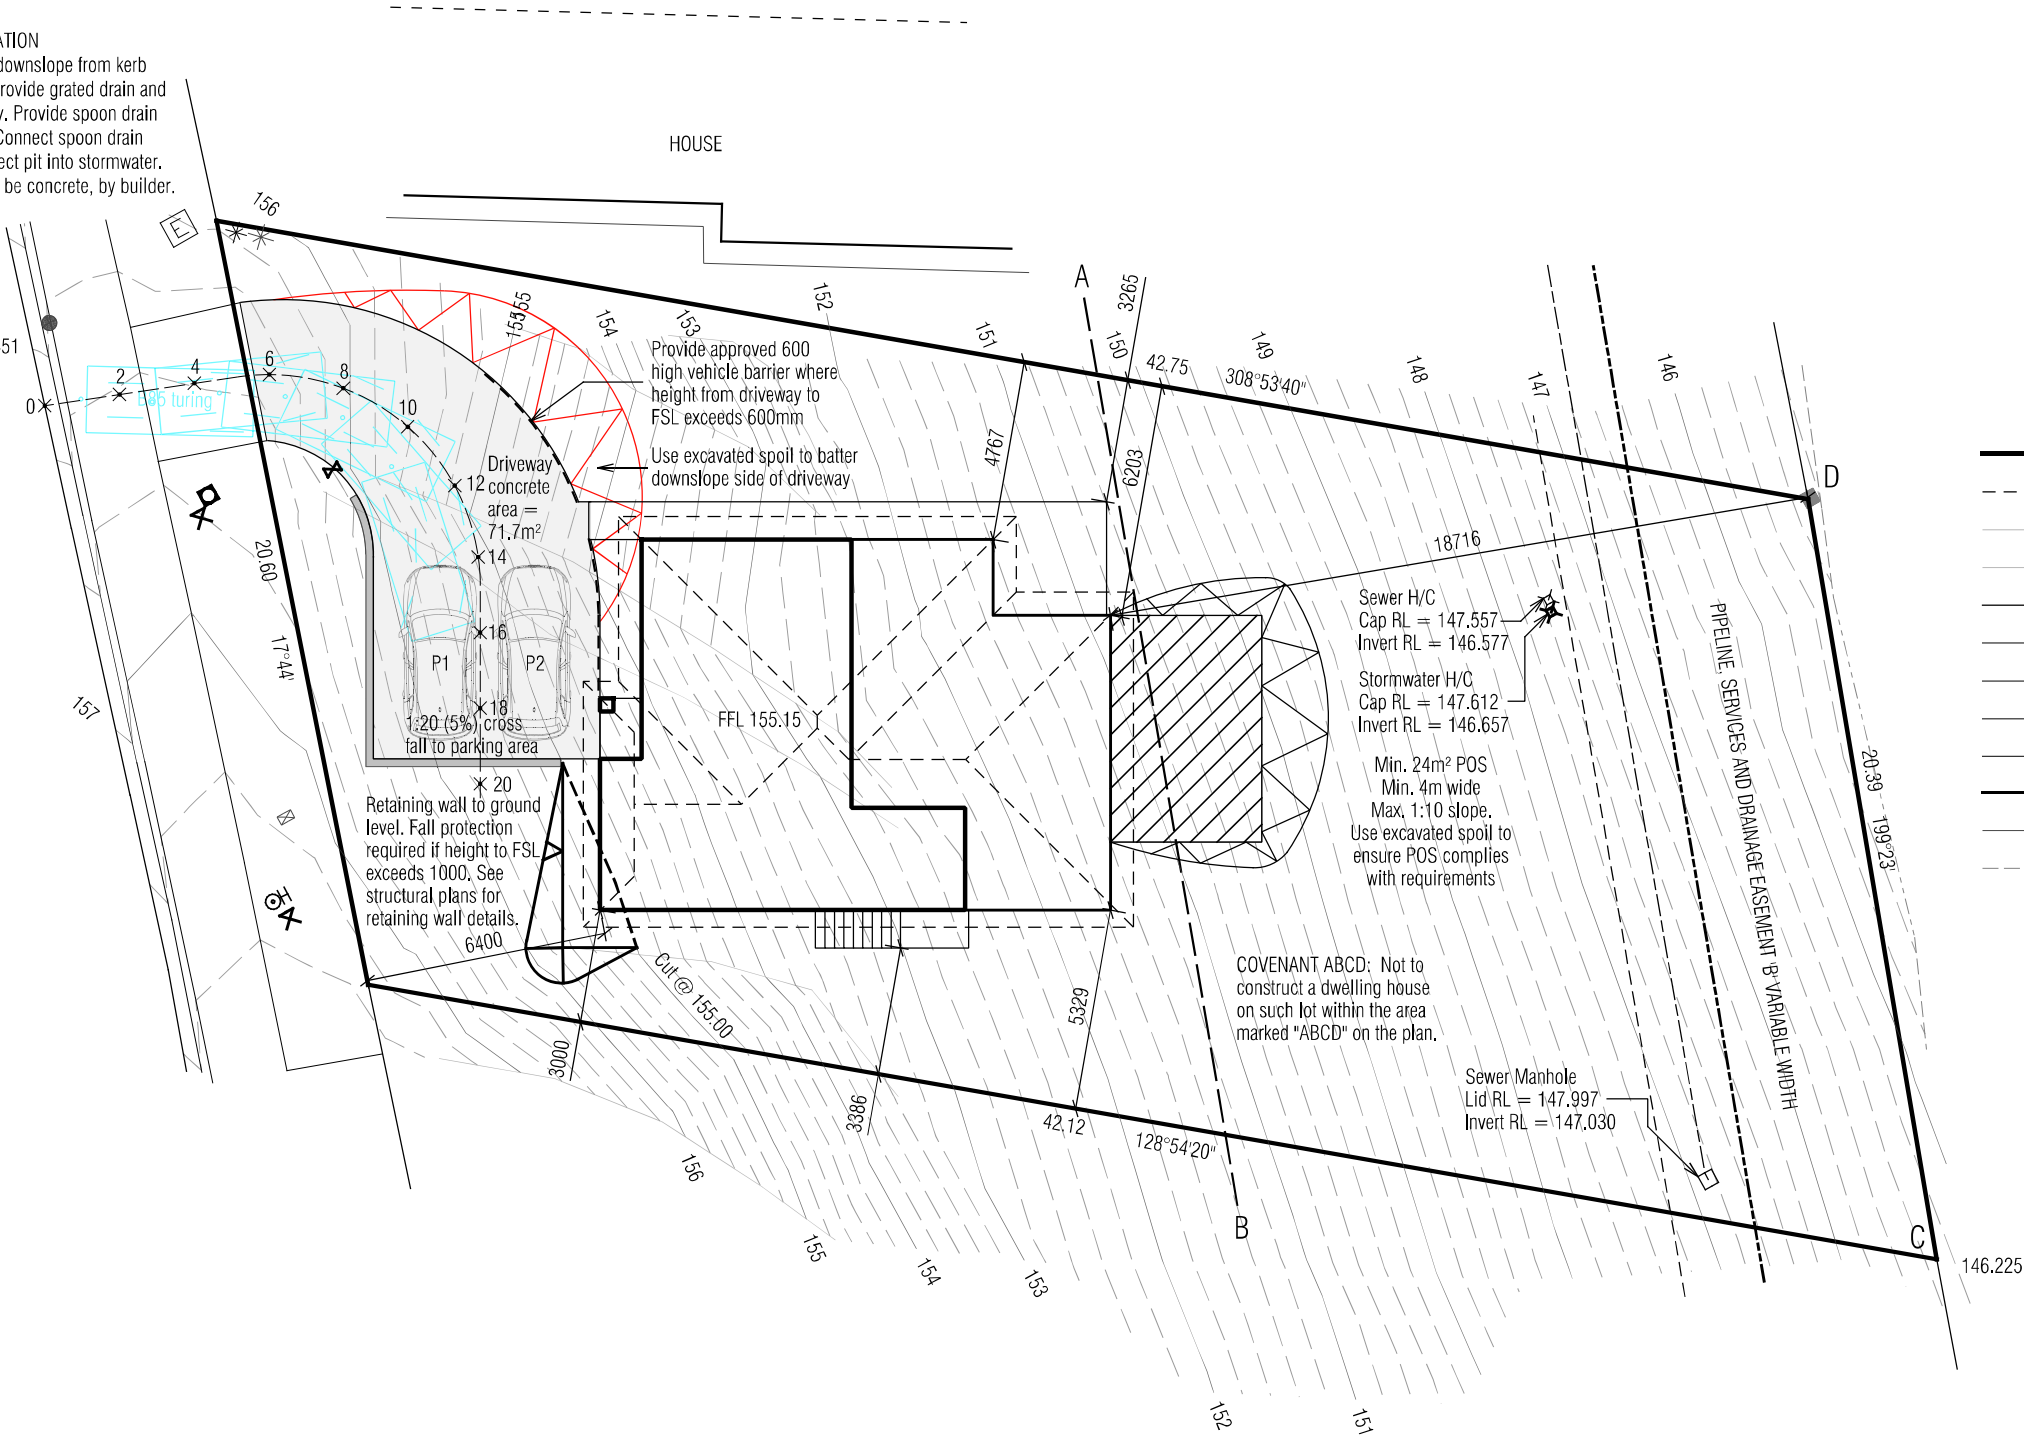 ATION
downslope from kerb
rovide grated drain and
y. Provide spoon drain
Connect spoon drain
ect pit into stormwater.
be concrete, by builder.
HOUSE
E
156
51
0
2
4
6
8
10
12
14
16
18
20
B85 turing
155
155
154
153
152
151
150
149
148
147
146
A
3265
42.75
308°53'40"
Provide approved 600
high vehicle barrier where
height from driveway to
FSL exceeds 600mm
Use excavated spoil to batter
downslope side of driveway
Driveway
concrete
area =
71.7m²
4767
6203
D
18716
20.60
17°44'
157
P1
P2
1:20 (5%) cross
fall to parking area
FFL 155.15
Sewer H/C
Cap RL = 147.557
Invert RL = 146.577
Stormwater H/C
Cap RL = 147.612
Invert RL = 146.657
Min. 24m² POS
Min. 4m wide
Max. 1:10 slope.
Use excavated spoil to
ensure POS complies
with requirements
PIPELINE, SERVICES AND DRAINAGE EASEMENT 'B' VARIABLE WIDTH
20.39
199°23'
Retaining wall to ground
level. Fall protection
required if height to FSL
exceeds 1000. See
structural plans for
retaining wall details.
6400
Cut @ 155.00
3000
3386
5329
42.12
128°54'20"
COVENANT ABCD: Not to
construct a dwelling house
on such lot within the area
marked "ABCD" on the plan.
Sewer Manhole
Lid RL = 147.997
Invert RL = 147.030
B
C
146.225
156
155
154
153
152
151